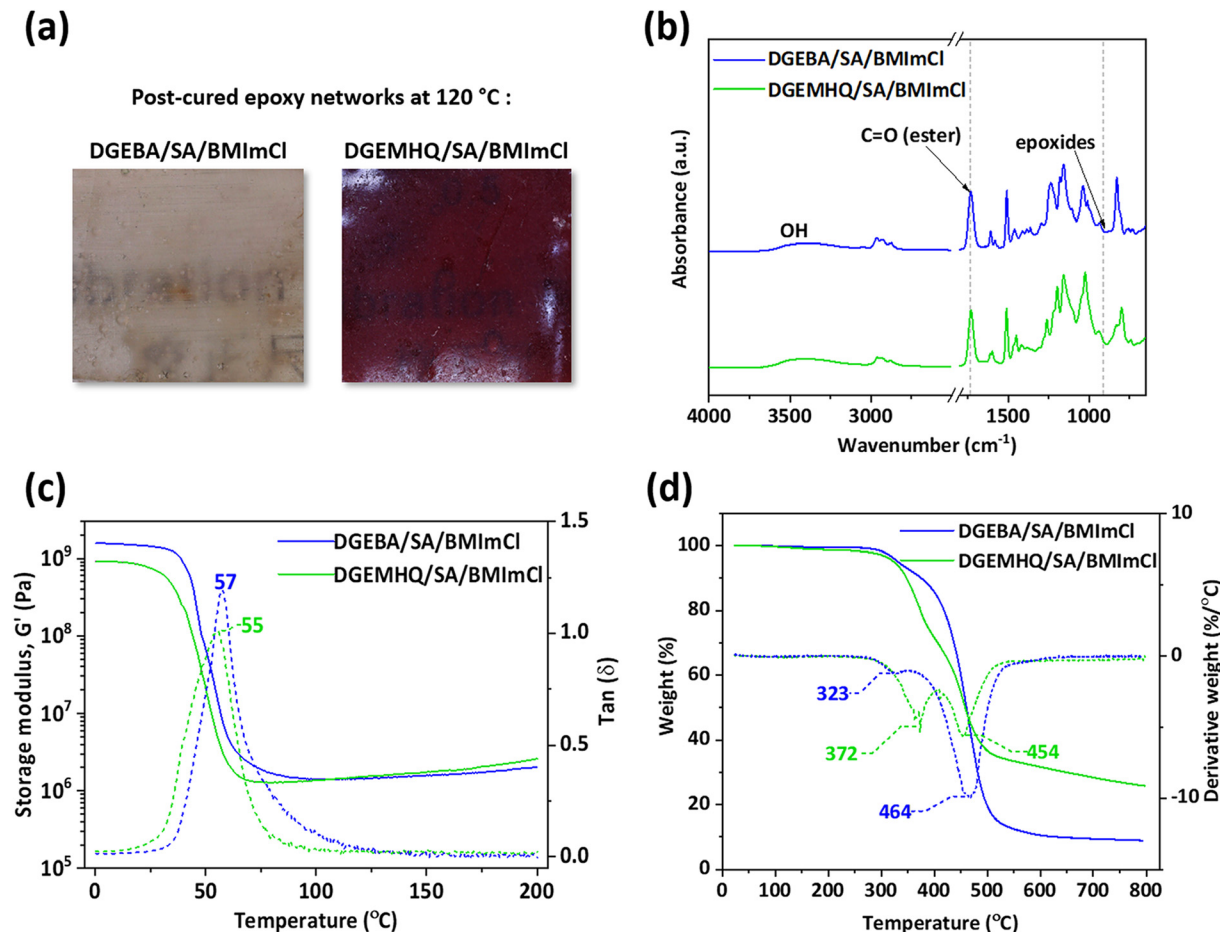 (a)
Post-cured epoxy networks at 120 °C :
DGEBA/SA/BMImCl
DGEMHQ/SA/BMImCl
bration
bration
(b)
DGEBA/SA/BMImCl
DGEMHQ/SA/BMImCl
C=O (ester)
epoxides
OH
Absorbance (a.u.)
4000 3500 3000 1500 1000
Wavenumber (cm⁻¹)
(c)
DGEBA/SA/BMImCl
DGEMHQ/SA/BMImCl
57
55
Storage modulus, G' (Pa)
10⁹
10⁸
10⁷
10⁶
10⁵
1.5
1.0
0.5
0.0
Tan (δ)
0 50 100 150 200
Temperature (°C)
(d)
DGEBA/SA/BMImCl
DGEMHQ/SA/BMImCl
323
372
454
464
Weight (%)
100
80
60
40
20
0
10
0
-10
Derivative weight (%/°C)
0 100 200 300 400 500 600 700 800
Temperature (°C)